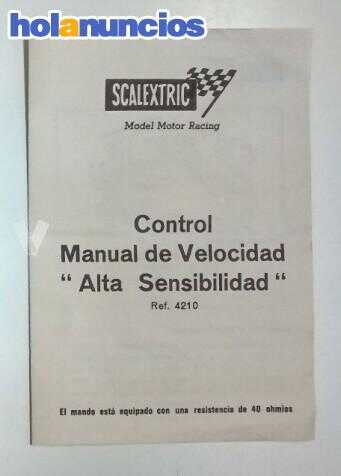 holanuncios
SCALEXTRIC
Model Motor Racing
Control
Manual de Velocidad
“ Alta Sensibilidad “
Ref. 4210
El mando está equipado con una resistencia de 40 ohmios